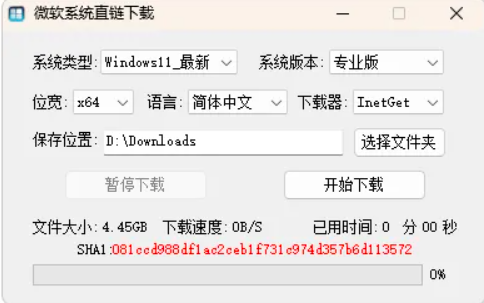 微软系统直链下载
系统类型: Windows11_最新 系统版本: 专业版
位宽: x64 语言: 简体中文 下载器: InetGet
保存位置: D:\Downloads 选择文件夹
暂停下载 开始下载
文件大小: 4.45GB 下载速度: 0B/S 已用时间: 0 分 00 秒
SHA1:081ccd988df1ac2ceb1f731c974d357b6d113572
0%